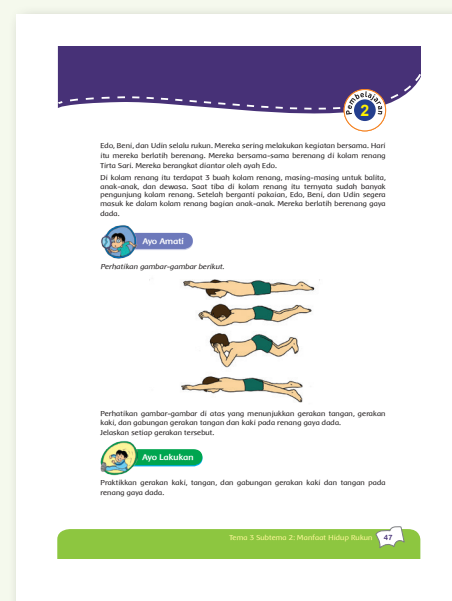 Pembelajaran
2
Edo, Beni, dan Udin selalu rukun. Mereka sering melakukan kegiatan bersama. Hari
itu mereka berlatih berenang. Mereka bersama-sama berenang di kolam renang
Tirta Sari. Mereka berangkat diantar oleh ayah Edo.
Di kolam renang itu terdapat 3 buah kolam renang, masing-masing untuk balita,
anak-anak, dan dewasa. Saat tiba di kolam renang itu ternyata sudah banyak
pengunjung kolam renang. Setelah berganti pakaian, Edo, Beni, dan Udin segera
masuk ke dalam kolam renang bagian anak-anak. Mereka berlatih berenang gaya
dada.
Ayo Amati
Perhatikan gambar-gambar berikut.
Perhatikan gambar-gambar di atas yang menunjukkan gerakan tangan, gerakan
kaki, dan gabungan gerakan tangan dan kaki pada renang gaya dada.
Jelaskan setiap gerakan tersebut.
Ayo Lakukan
Praktikkan gerakan kaki, tangan, dan gabungan gerakan kaki dan tangan pada
renang gaya dada.
Tema 3 Subtema 2: Manfaat Hidup Rukun
47